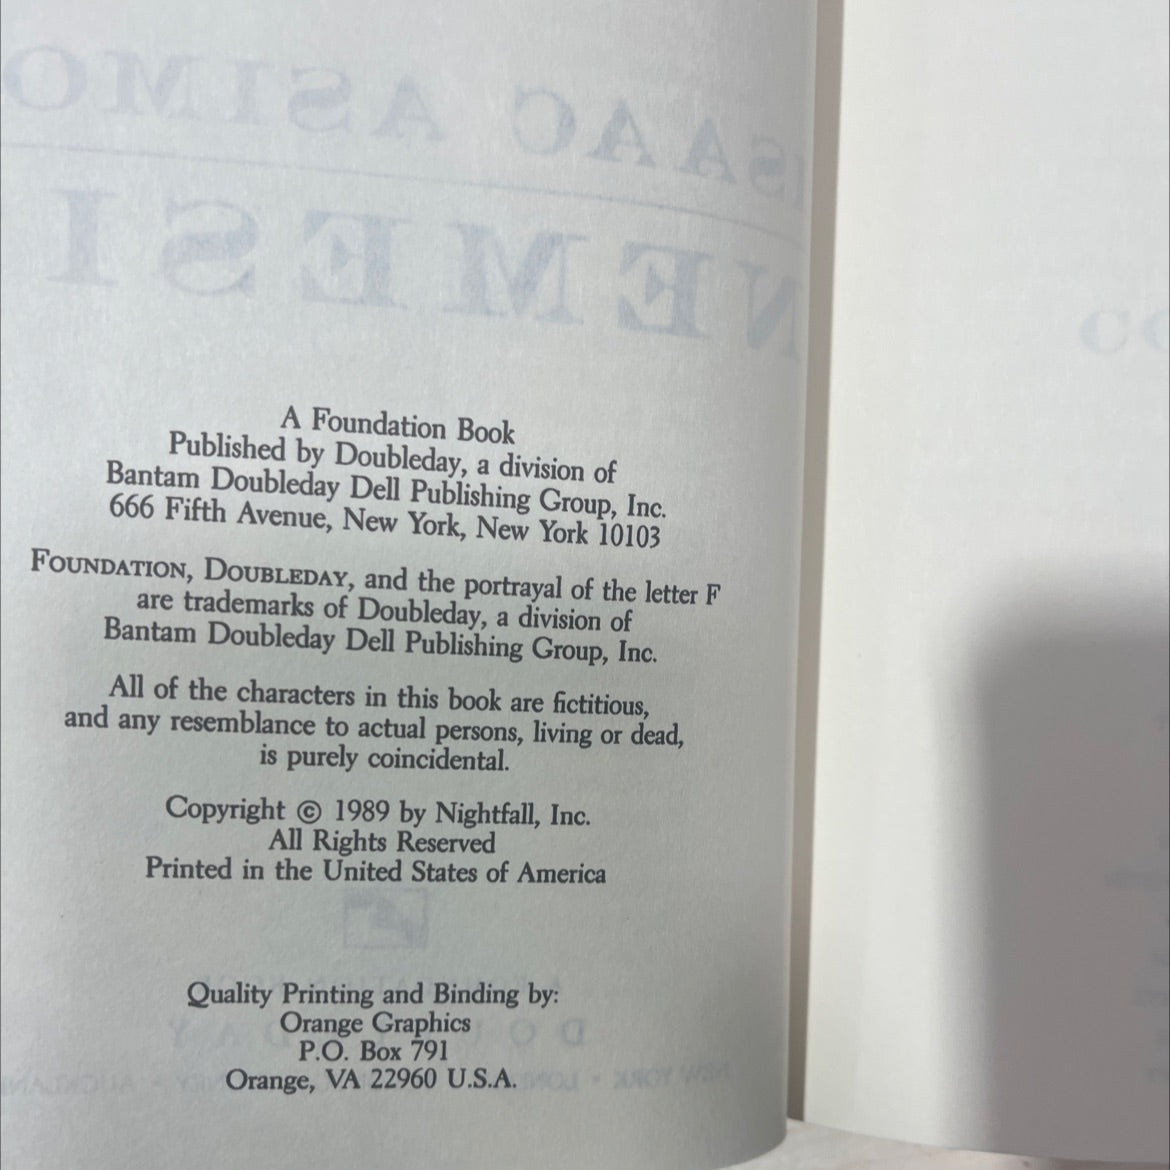 ISAAC ASIMO
NEMESI
A Foundation Book
Published by Doubleday, a division of
Bantam Doubleday Dell Publishing Group, Inc.
666 Fifth Avenue, New York, New York 10103
FOUNDATION, DOUBLEDAY, and the portrayal of the letter F
are trademarks of Doubleday, a division of
Bantam Doubleday Dell Publishing Group, Inc.
All of the characters in this book are fictitious,
and any resemblance to actual persons, living or dead,
is purely coincidental.
Copyright © 1989 by Nightfall, Inc.
All Rights Reserved
Printed in the United States of America
Quality Printing and Binding by:
Orange Graphics
P.O. Box 791
Orange, VA 22960 U.S.A.